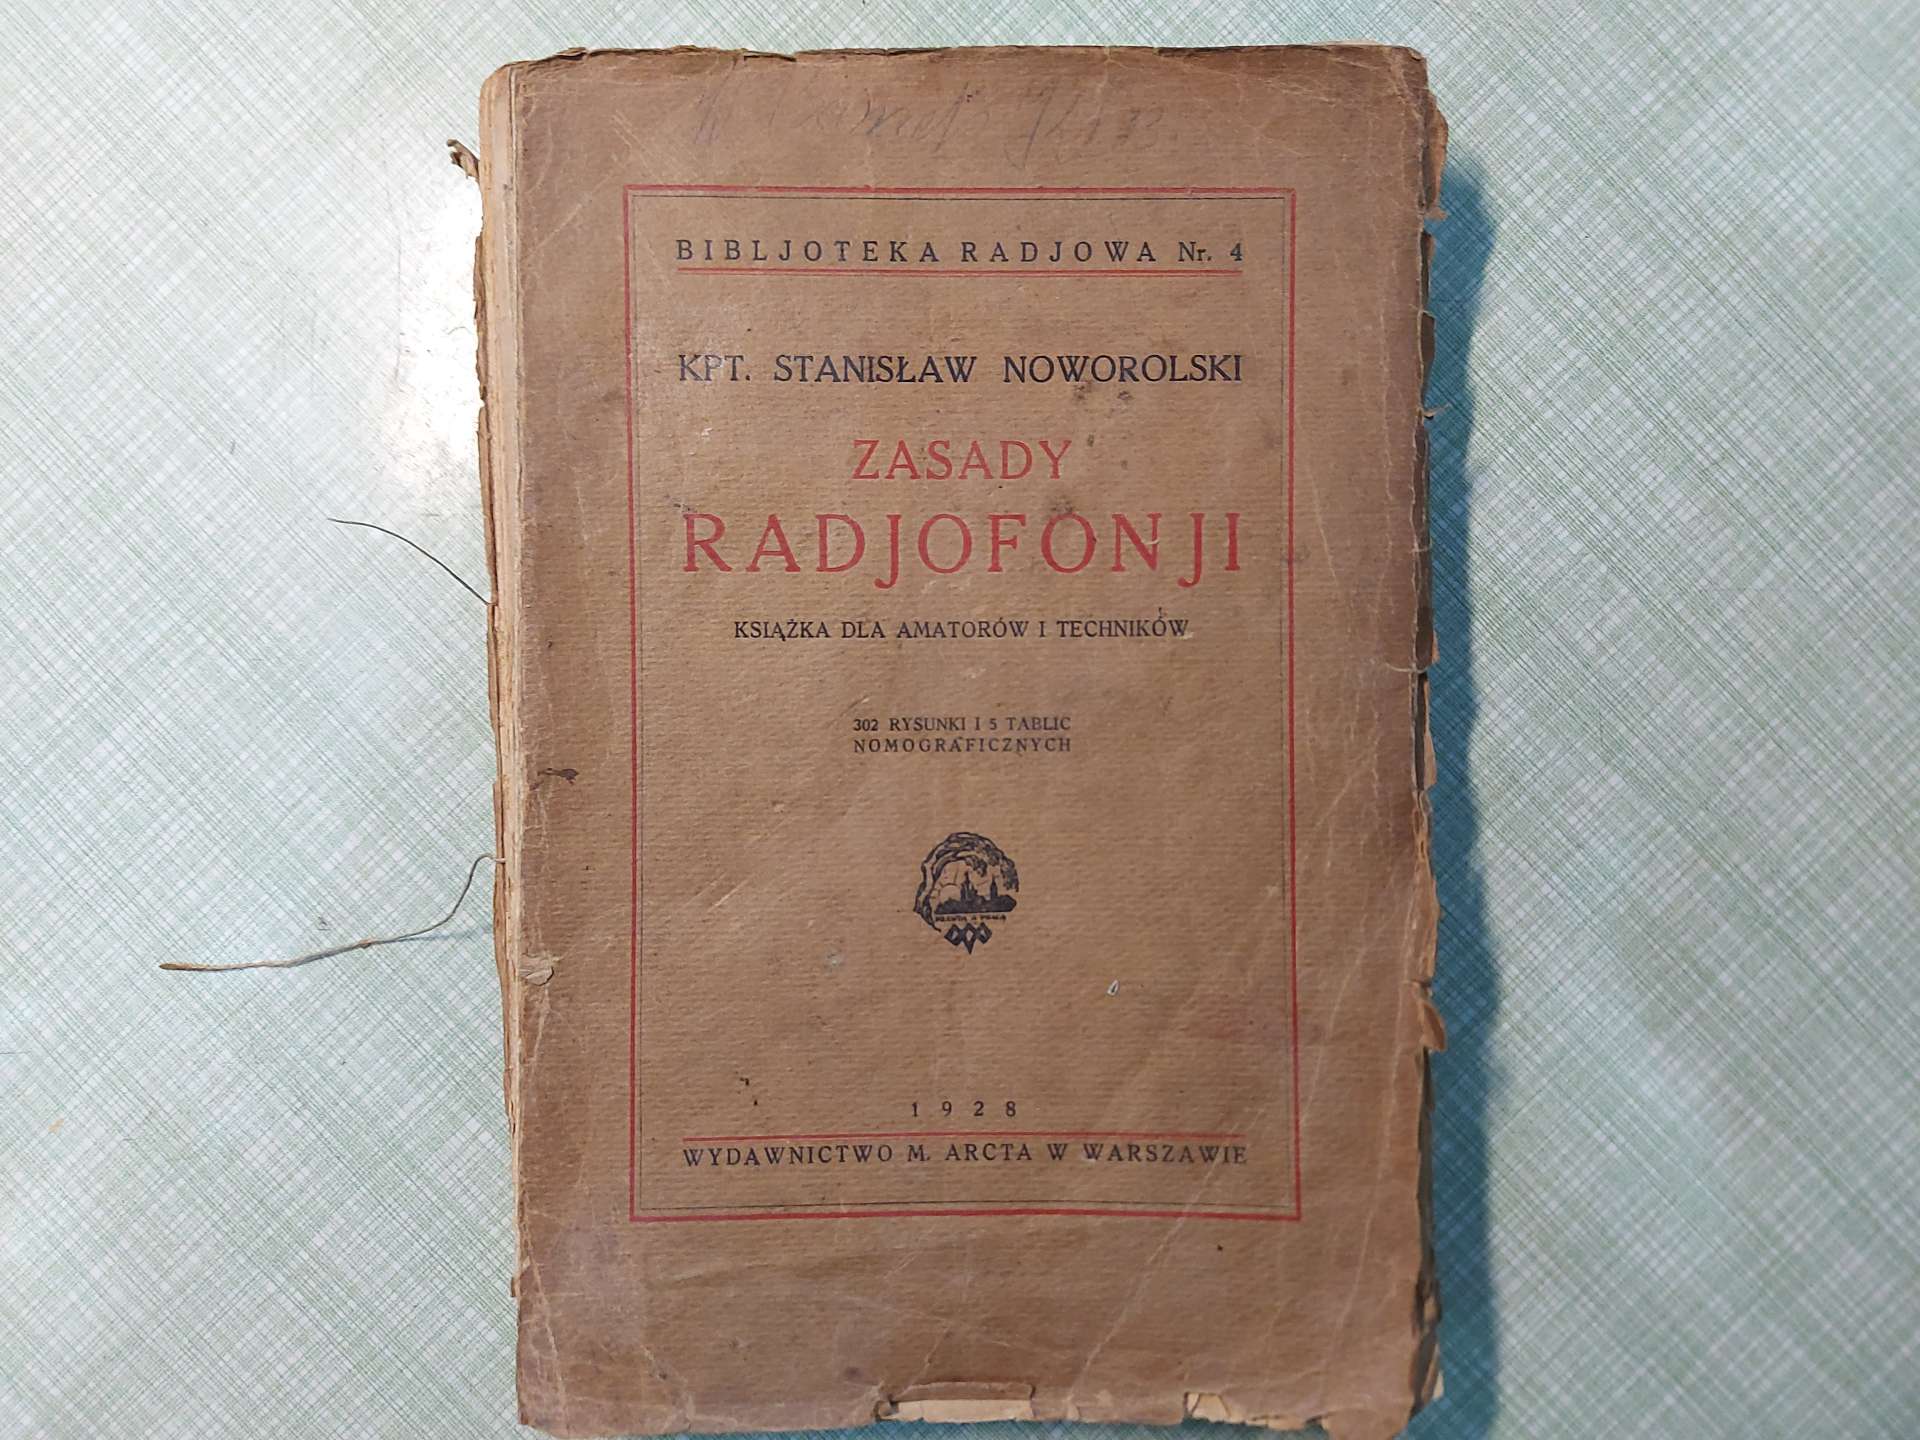 BIBLJOTEKA RADJOWA Nr. 4
KPT. STANISŁAW NOWOROLSKI
ZASADY
RADJOFONJI
KSIĄŻKA DLA AMATORÓW I TECHNIKÓW
302 RYSUNKI I 5 TABLIC
NOMOGRAFICZNYCH
1928
WYDAWNICTWO M. ARCTA W WARSZAWIE